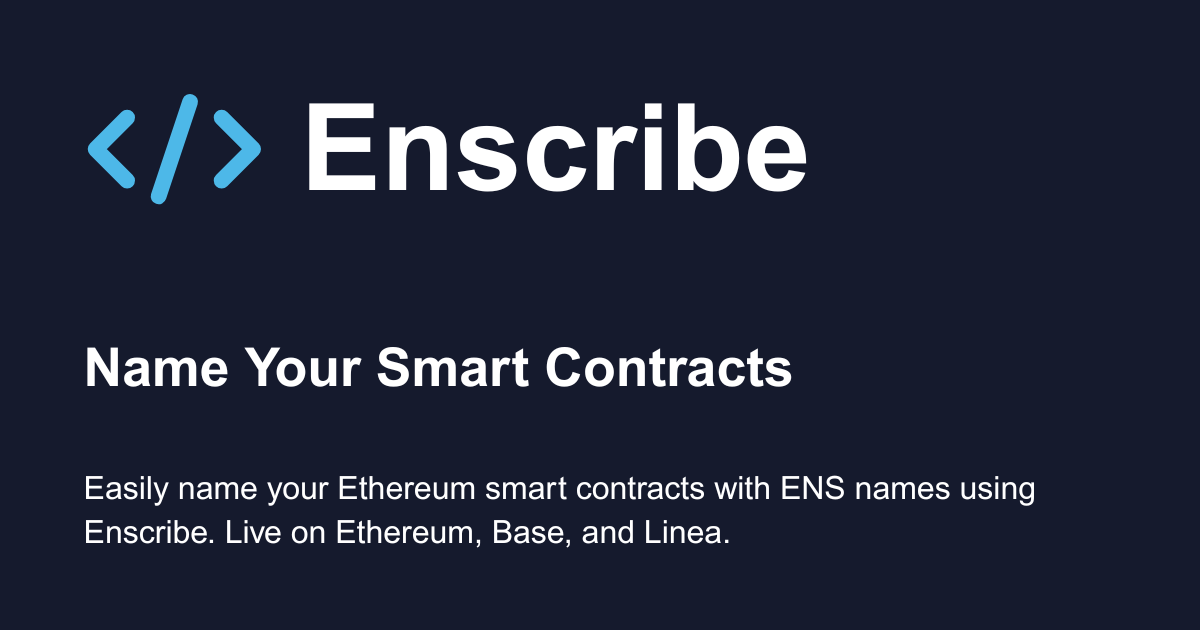 </> Enscribe
Name Your Smart Contracts
Easily name your Ethereum smart contracts with ENS names using
Enscribe. Live on Ethereum, Base, and Linea.